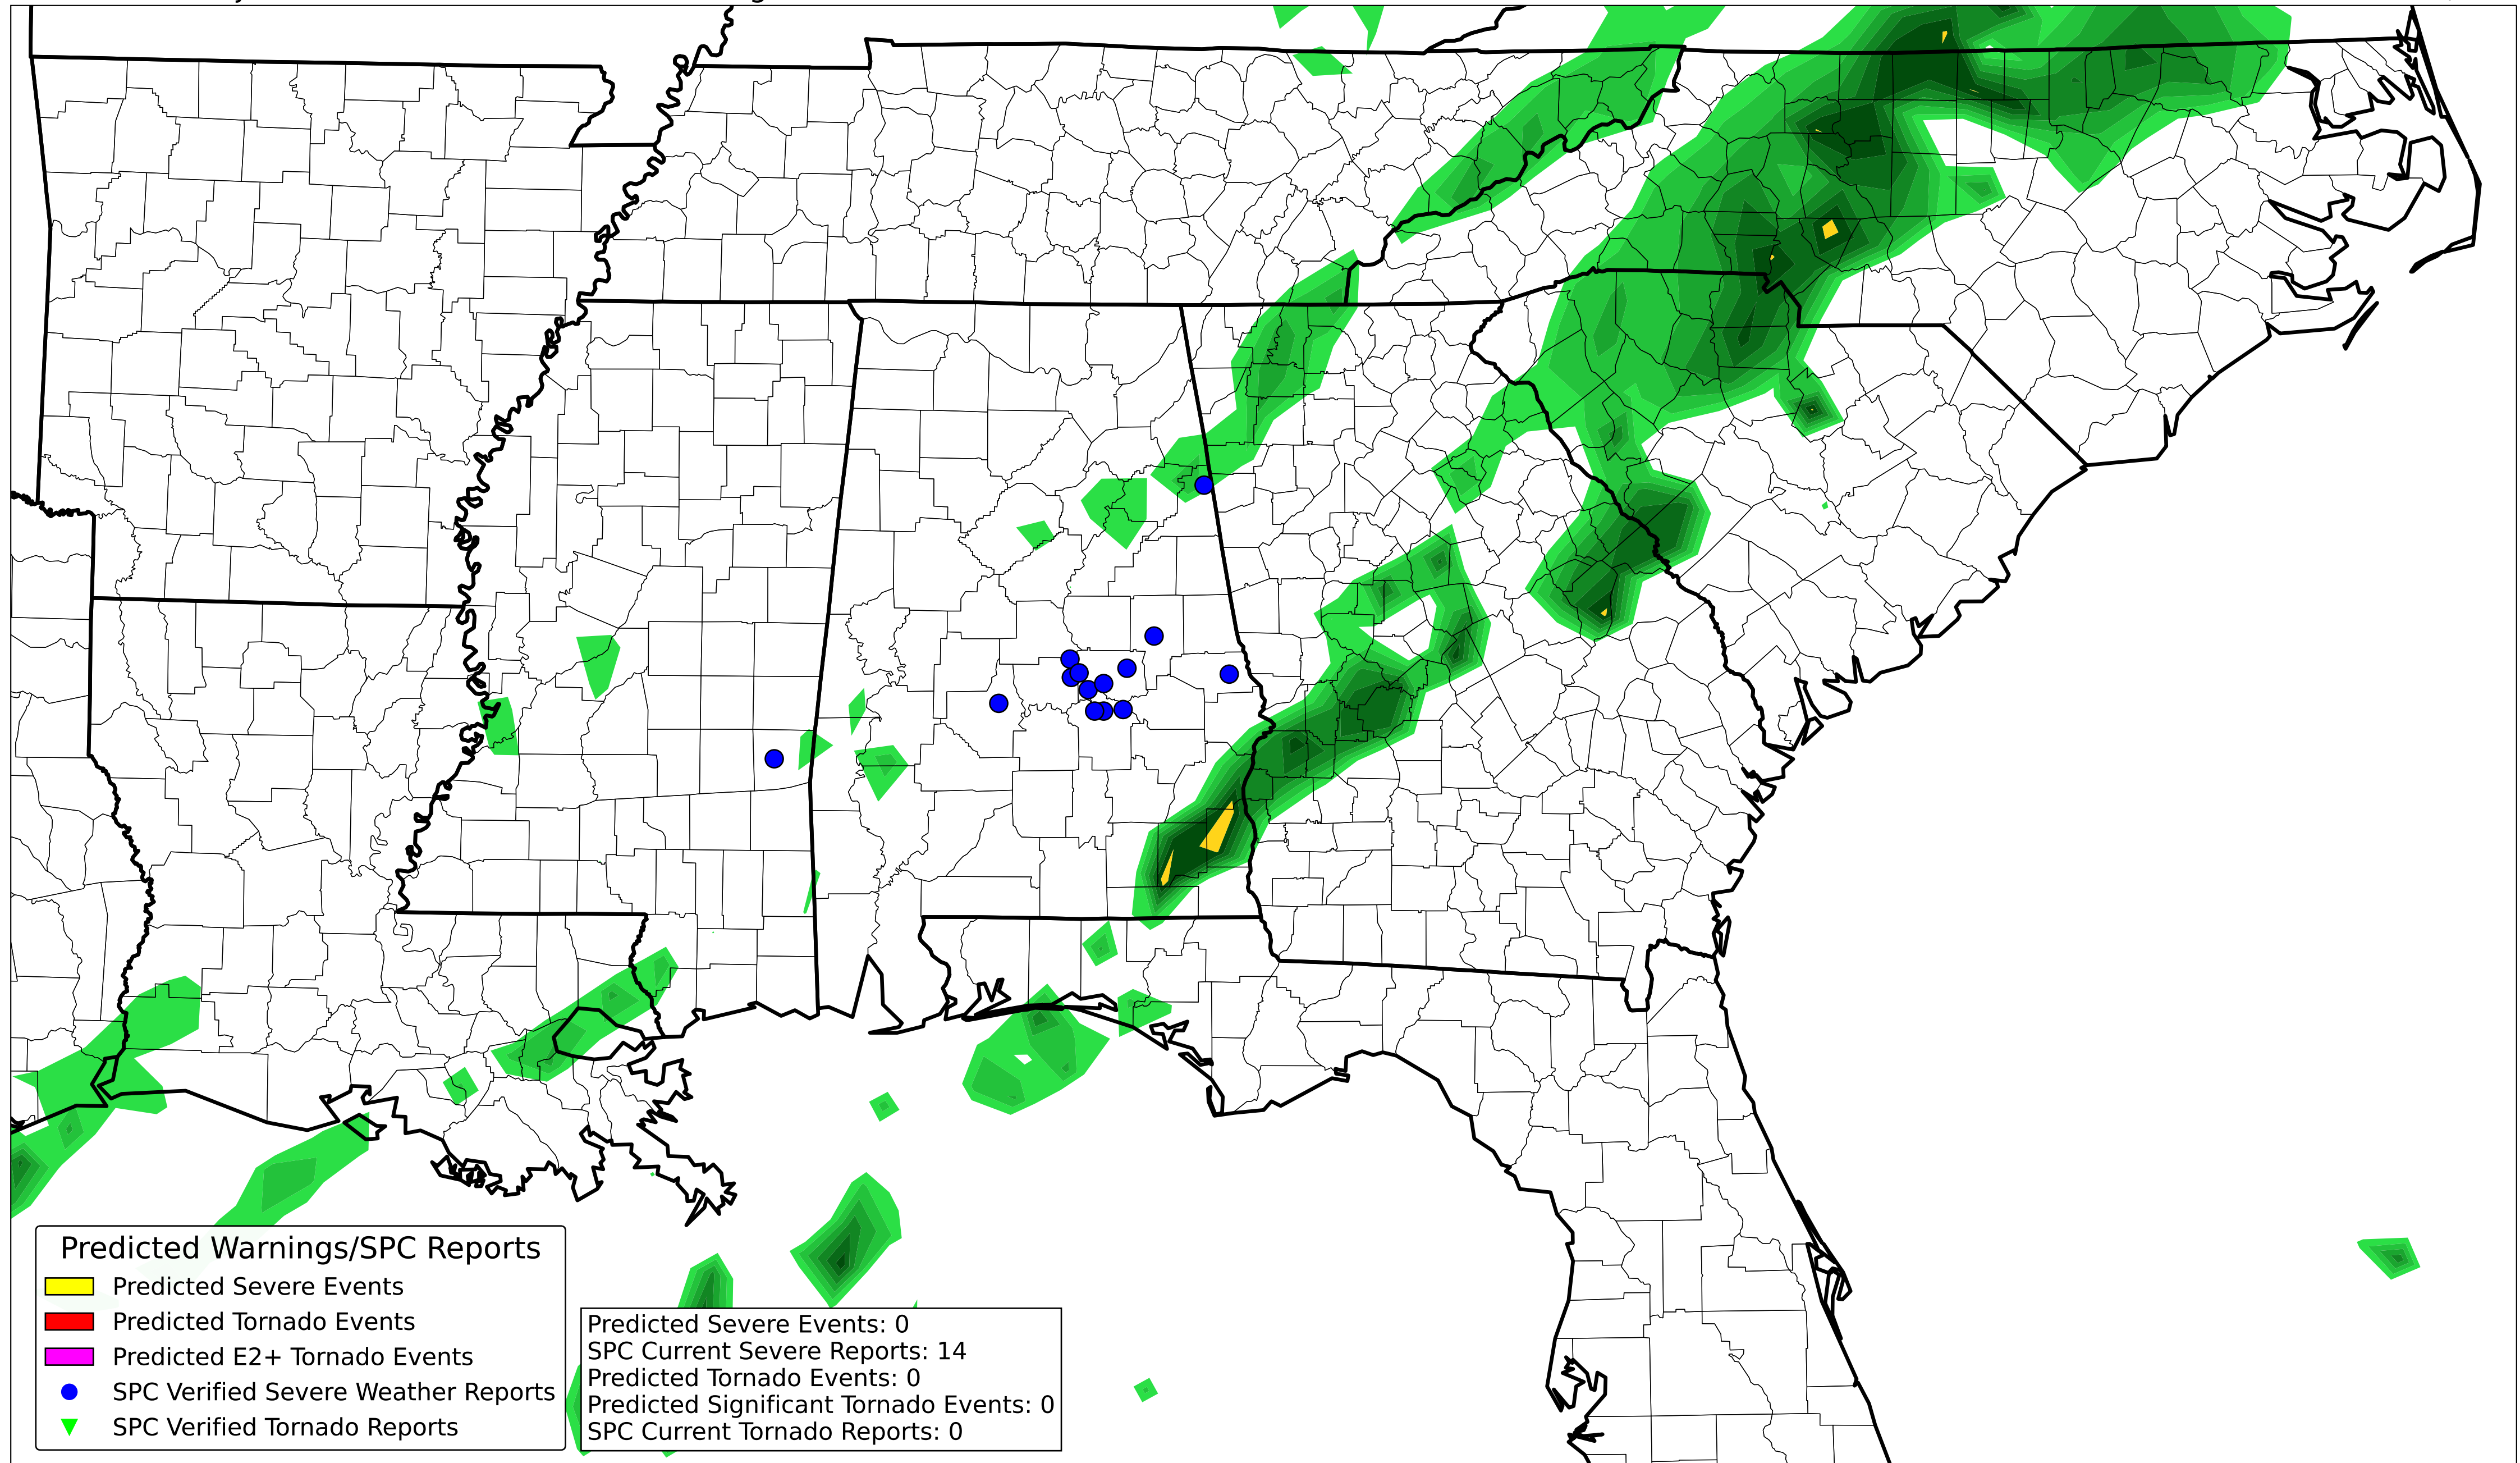 Predicted Warnings/SPC Reports
Predicted Severe Events
Predicted Tornado Events
Predicted E2+ Tornado Events
SPC Verified Severe Weather Reports
SPC Verified Tornado Reports
Predicted Severe Events: 0
SPC Current Severe Reports: 14
Predicted Tornado Events: 0
Predicted Significant Tornado Events: 0
SPC Current Tornado Reports: 0